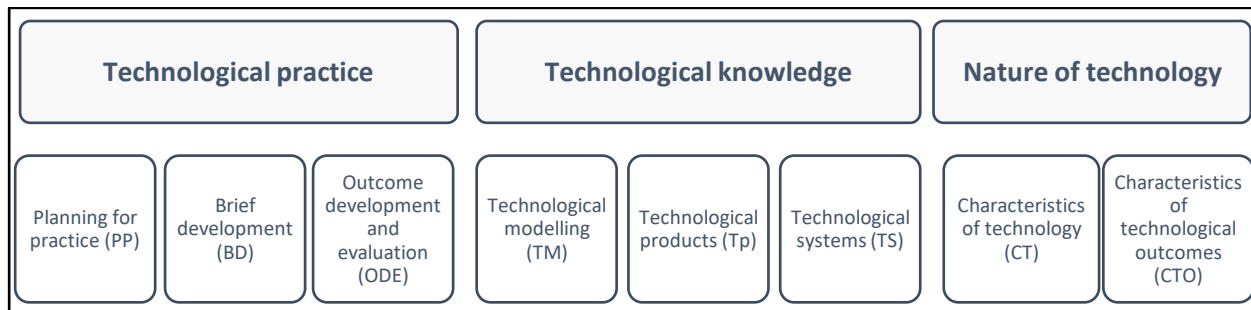 Technological practice
Technological knowledge
Nature of technology
Planning for
practice (PP)
Brief
development
(BD)
Outcome
development
and
evaluation
(ODE)
Technological
modelling
(TM)
Technological
products (Tp)
Technological
systems (TS)
Characteristics
of technology
(CT)
Characteristics
of
technological
outcomes
(CTO)